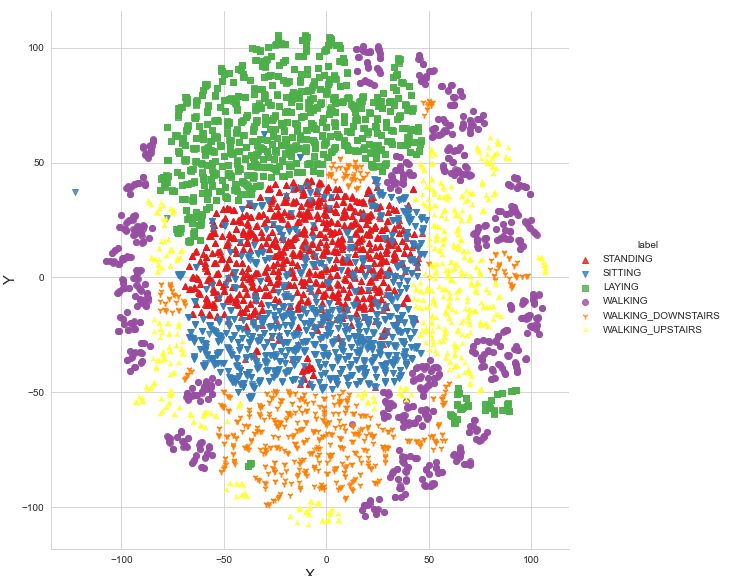 100
50
0
−50
−100
Y
−100
−50
0
50
100
X
label
STANDING
SITTING
LAYING
WALKING
WALKING_DOWNSTAIRS
WALKING_UPSTAIRS